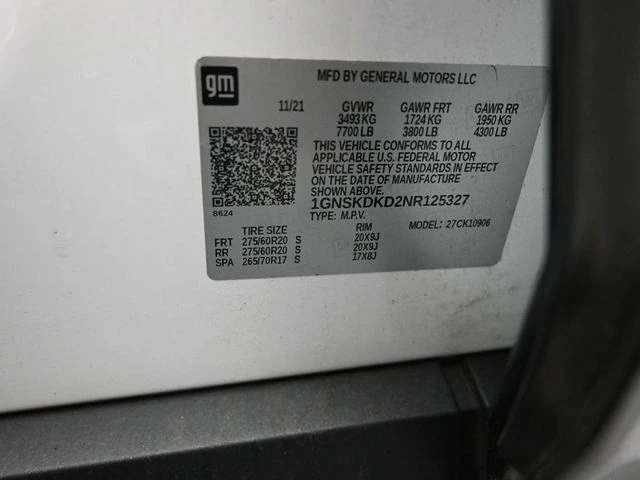 gm
MFD BY GENERAL MOTORS LLC
11/21 GVWR GAWR FRT GAWR RR
3493 KG 1724 KG 1950 KG
7700 LB 3800 LB 4300 LB
THIS VEHICLE CONFORMS TO ALL
APPLICABLE U.S. FEDERAL MOTOR
VEHICLE SAFETY STANDARDS IN EFFECT
ON THE DATE OF MANUFACTURE
SHOWN ABOVE.
1GNSKDKD2NR125327
8624
TYPE: M.P.V. MODEL: 27CK10906
TIRE SIZE RIM
FRT 275/60R20 S 20X9J
RR 275/60R20 S 20X9J
SPA 265/70R17 S 17X8J